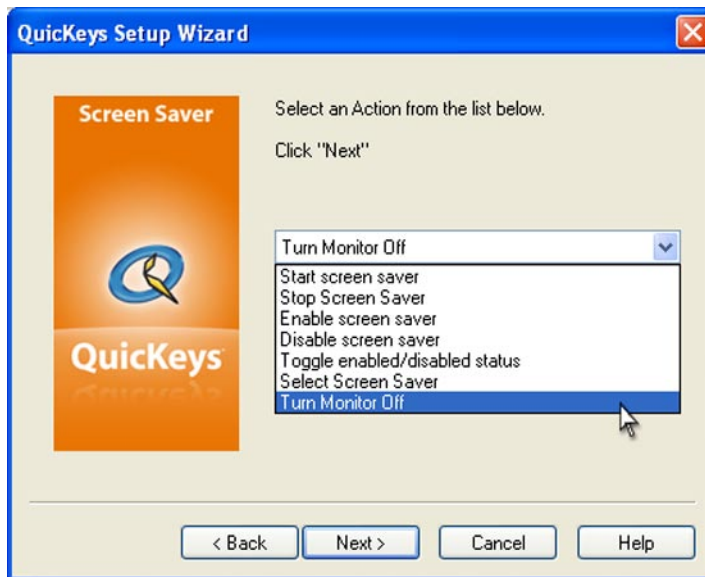 QuicKeys Setup Wizard
Screen Saver
QuicKeys
Select an Action from the list below.
Click "Next"
Turn Monitor Off
Start screen saver
Stop Screen Saver
Enable screen saver
Disable screen saver
Toggle enabled/disabled status
Select Screen Saver
Turn Monitor Off
< Back
Next >
Cancel
Help